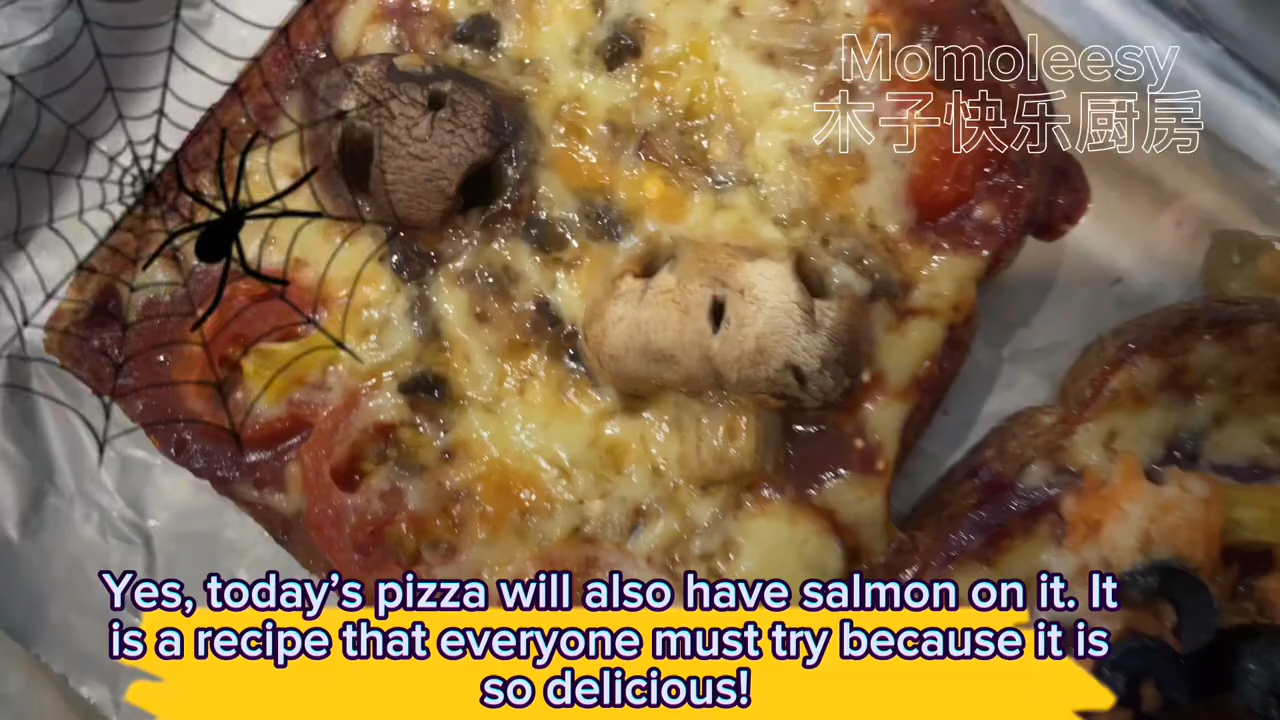 Momoleesy
木子快乐厨房
Yes, today’s pizza will also have salmon on it. It
is a recipe that everyone must try because it is
so delicious!